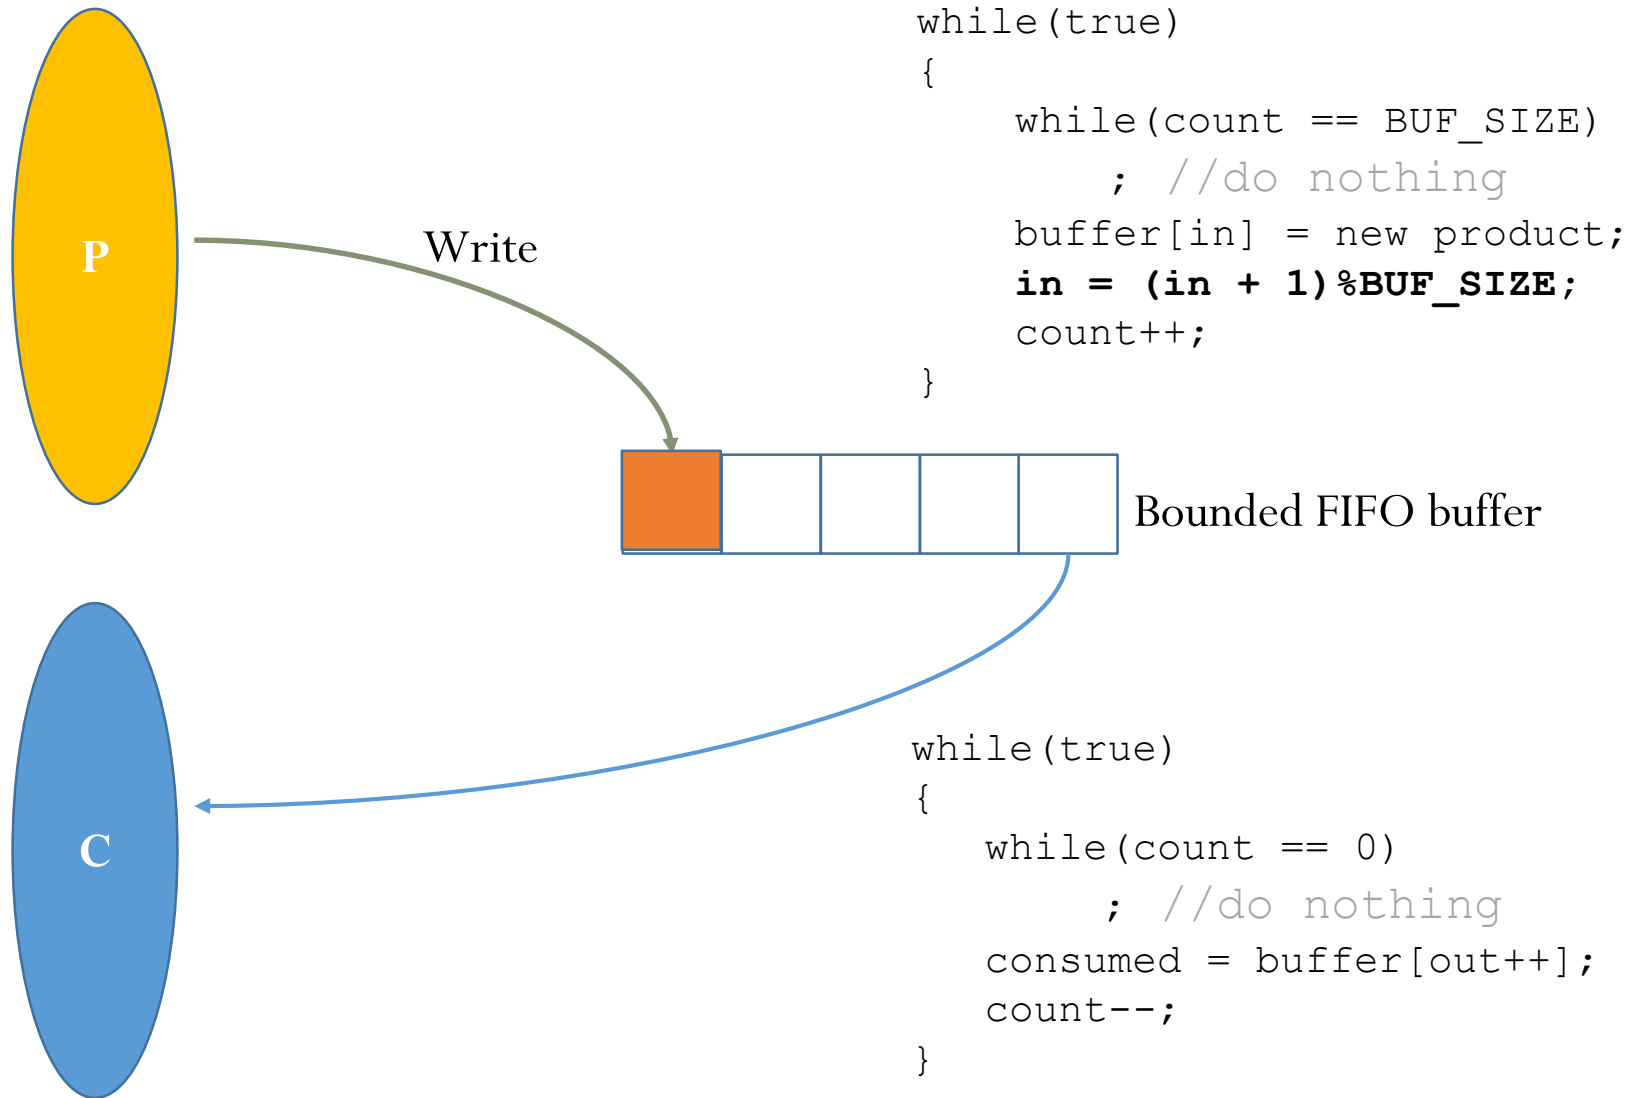 while(true)
{
while(count == BUF_SIZE)
; //do nothing
buffer[in] = new product;
in = (in + 1)%BUF_SIZE;
count++;
}
P
Write
Bounded FIFO buffer
C
while(true)
{
while(count == 0)
; //do nothing
consumed = buffer[out++];
count--;
}